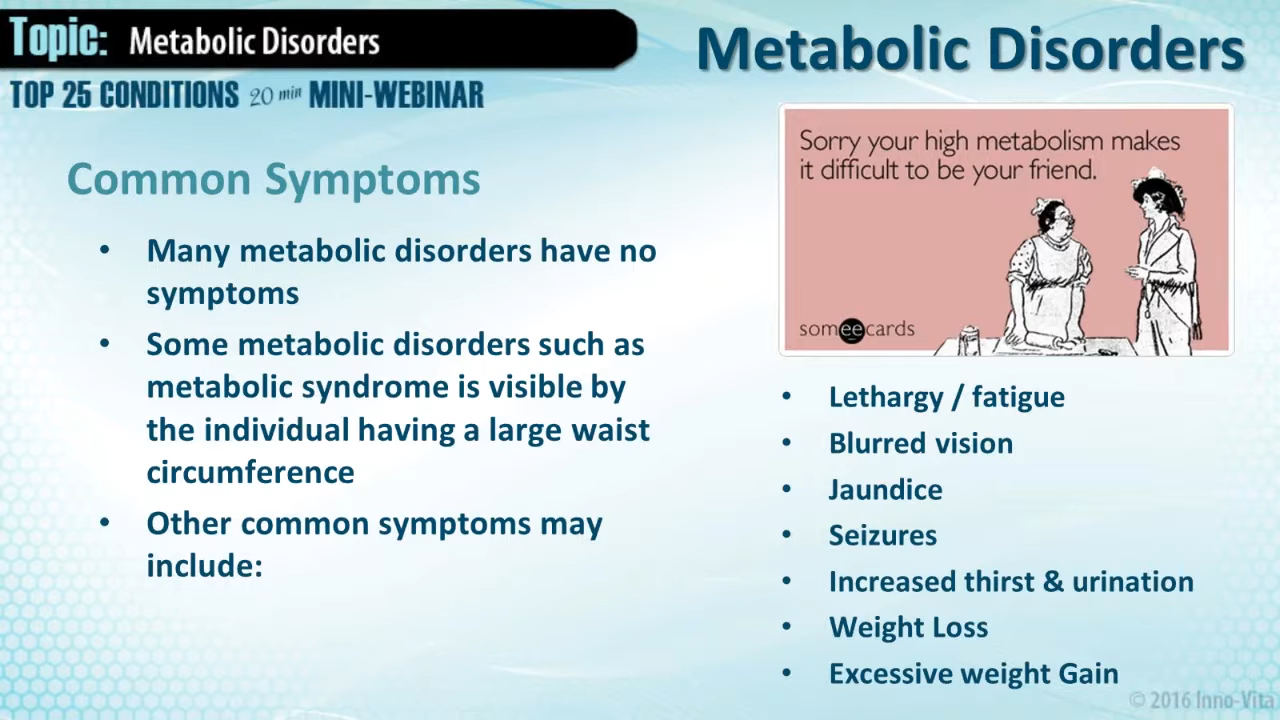 Topic: Metabolic Disorders
TOP 25 CONDITIONS 20 min MINI-WEBINAR
Metabolic Disorders
Common Symptoms
• Many metabolic disorders have no
symptoms
• Some metabolic disorders such as
metabolic syndrome is visible by
the individual having a large waist
circumference
• Other common symptoms may
include:
Sorry your high metabolism makes
it difficult to be your friend.
someecards
• Lethargy / fatigue
• Blurred vision
• Jaundice
• Seizures
• Increased thirst & urination
• Weight Loss
• Excessive weight Gain
© 2016 Inno-Vita